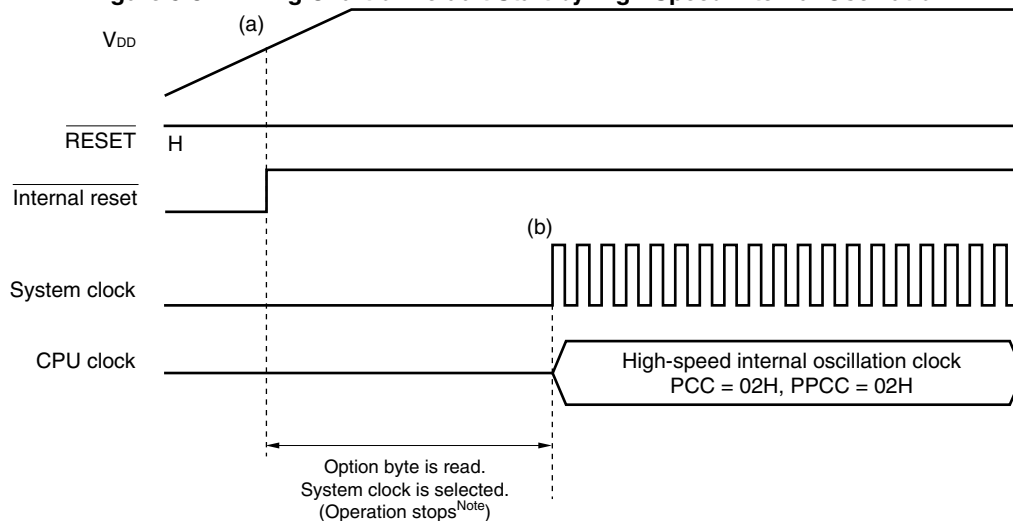 (a)
VDD
RESET
H
Internal reset
(b)
System clock
CPU clock
High-speed internal oscillation clock
PCC = 02H, PPCC = 02H
Option byte is read.
System clock is selected.
(Operation stopsNote)